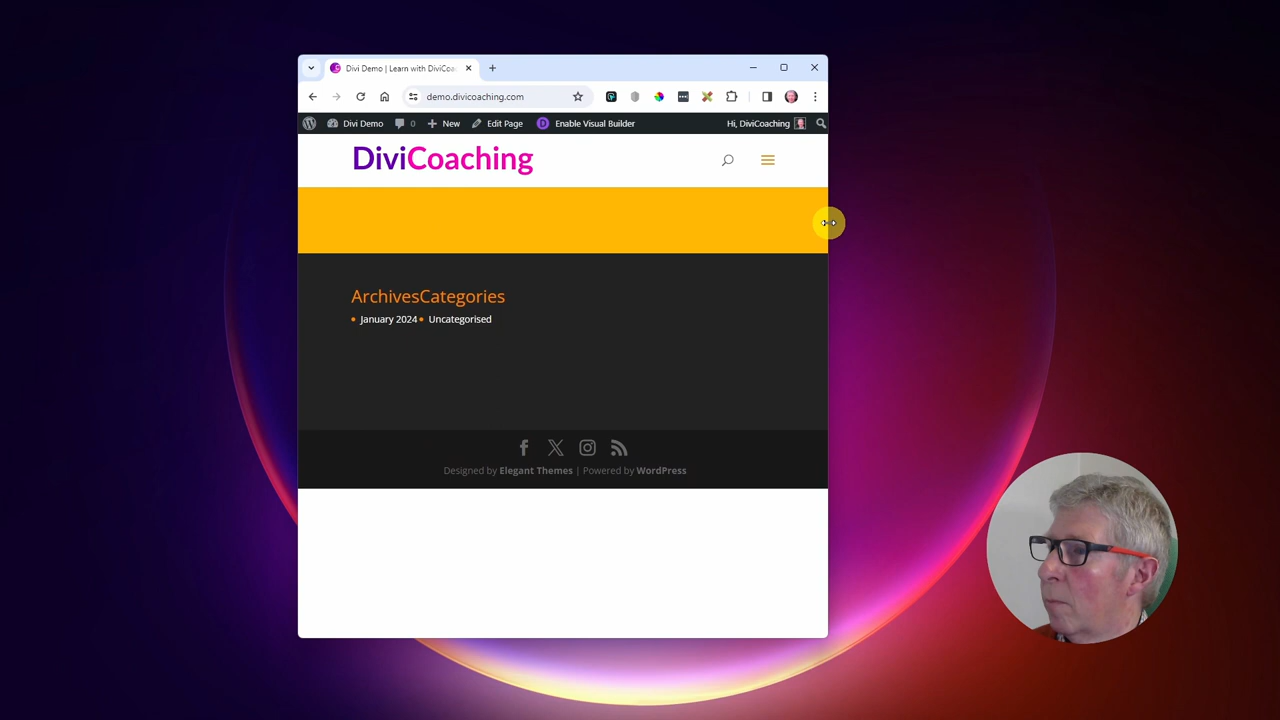 Divi Demo | Learn with DiviCoac
demo.divicoaching.com
Divi Demo 0 New Edit Page Enable Visual Builder Hi, DiviCoaching
DiviCoaching
ArchivesCategories
January 2024 Uncategorised
Designed by Elegant Themes | Powered by WordPress